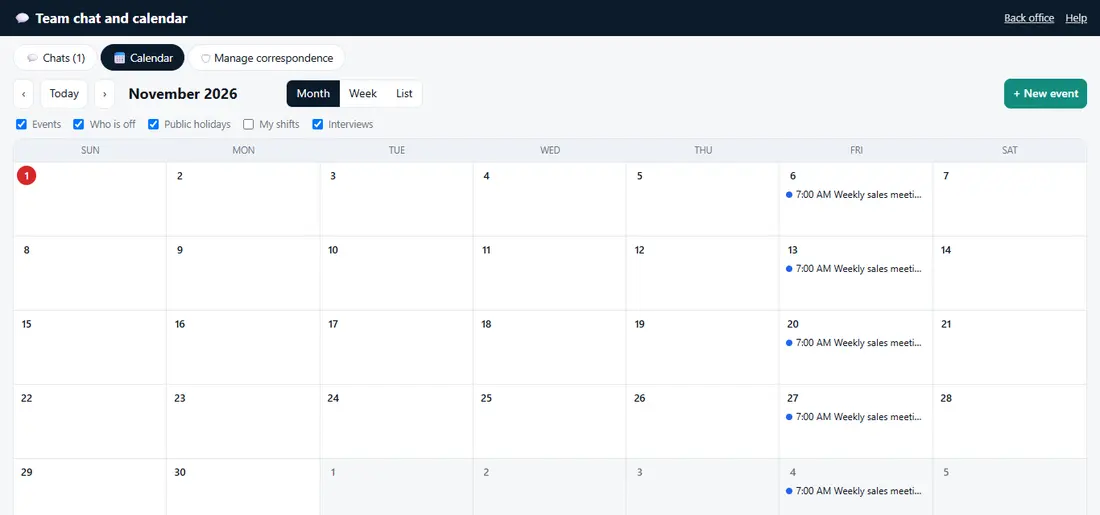 Team chat and calendar
Back office Help
Chats (1) Calendar Manage correspondence
‹ Today › November 2026 Month Week List + New event
Events Who is off Public holidays My shifts Interviews
SUN MON TUE WED THU FRI SAT
1 2 3 4 5 6 7
7:00 AM Weekly sales meeti...
8 9 10 11 12 13 14
7:00 AM Weekly sales meeti...
15 16 17 18 19 20 21
7:00 AM Weekly sales meeti...
22 23 24 25 26 27 28
7:00 AM Weekly sales meeti...
29 30 1 2 3 4 5
7:00 AM Weekly sales meeti...